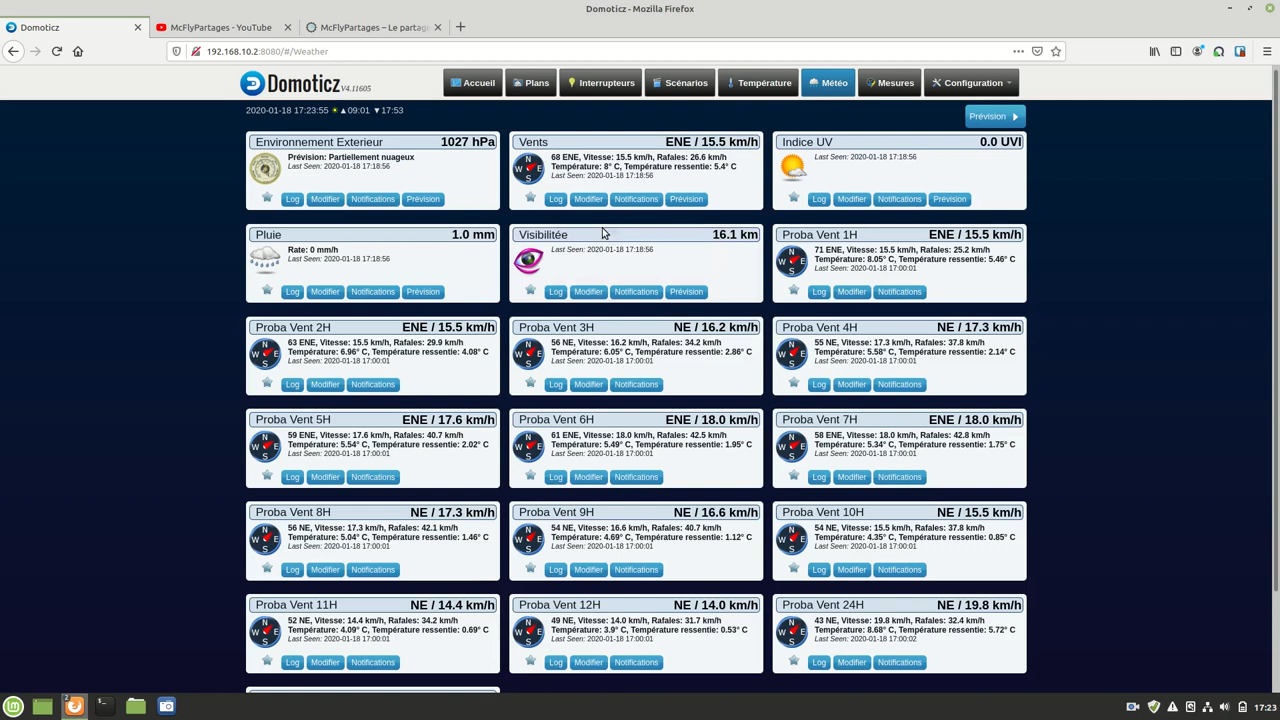 Domoticz - Mozilla Firefox
Domoticz
McFlyPartages - YouTube
McFlyPartages – Le partage
192.168.10.2:8080/#/Weather
Domoticz V4.11605
Accueil Plans Interrupteurs Scénarios Température Météo Mesures Configuration
2020-01-18 17:23:55 ☀▲09:01 ▼17:53
Prévision
Environnement Exterieur 1027 hPa
Prévision: Partiellement nuageux
Last Seen: 2020-01-18 17:18:56
Log Modifier Notifications Prévision
Vents ENE / 15.5 km/h
68 ENE, Vitesse: 15.5 km/h, Rafales: 26.6 km/h
Température: 8° C, Température ressentie: 5.4° C
Last Seen: 2020-01-18 17:18:56
Log Modifier Notifications Prévision
Indice UV 0.0 UVI
Last Seen: 2020-01-18 17:18:56
Log Modifier Notifications Prévision
Pluie 1.0 mm
Rate: 0 mm/h
Last Seen: 2020-01-18 17:18:56
Log Modifier Notifications Prévision
Visibilitée 16.1 km
Last Seen: 2020-01-18 17:18:56
Log Modifier Notifications Prévision
Proba Vent 1H ENE / 15.5 km/h
71 ENE, Vitesse: 15.5 km/h, Rafales: 25.2 km/h
Température: 8.05° C, Température ressentie: 5.46° C
Last Seen: 2020-01-18 17:00:01
Log Modifier Notifications
Proba Vent 2H ENE / 15.5 km/h
63 ENE, Vitesse: 15.5 km/h, Rafales: 29.9 km/h
Température: 6.96° C, Température ressentie: 4.08° C
Last Seen: 2020-01-18 17:00:01
Log Modifier Notifications
Proba Vent 3H NE / 16.2 km/h
56 NE, Vitesse: 16.2 km/h, Rafales: 34.2 km/h
Température: 6.05° C, Température ressentie: 2.86° C
Last Seen: 2020-01-18 17:00:01
Log Modifier Notifications
Proba Vent 4H NE / 17.3 km/h
55 NE, Vitesse: 17.3 km/h, Rafales: 37.8 km/h
Température: 5.58° C, Température ressentie: 2.14° C
Last Seen: 2020-01-18 17:00:01
Log Modifier Notifications
Proba Vent 5H ENE / 17.6 km/h
59 ENE, Vitesse: 17.6 km/h, Rafales: 40.7 km/h
Température: 5.54° C, Température ressentie: 2.02° C
Last Seen: 2020-01-18 17:00:01
Log Modifier Notifications
Proba Vent 6H ENE / 18.0 km/h
61 ENE, Vitesse: 18.0 km/h, Rafales: 42.5 km/h
Température: 5.49° C, Température ressentie: 1.95° C
Last Seen: 2020-01-18 17:00:01
Log Modifier Notifications
Proba Vent 7H ENE / 18.0 km/h
58 ENE, Vitesse: 18.0 km/h, Rafales: 42.8 km/h
Température: 5.34° C, Température ressentie: 1.75° C
Last Seen: 2020-01-18 17:00:01
Log Modifier Notifications
Proba Vent 8H NE / 17.3 km/h
56 NE, Vitesse: 17.3 km/h, Rafales: 42.1 km/h
Température: 5.04° C, Température ressentie: 1.46° C
Last Seen: 2020-01-18 17:00:01
Log Modifier Notifications
Proba Vent 9H NE / 16.6 km/h
54 NE, Vitesse: 16.6 km/h, Rafales: 40.7 km/h
Température: 4.69° C, Température ressentie: 1.12° C
Last Seen: 2020-01-18 17:00:01
Log Modifier Notifications
Proba Vent 10H NE / 15.5 km/h
54 NE, Vitesse: 15.5 km/h, Rafales: 37.8 km/h
Température: 4.35° C, Température ressentie: 0.85° C
Last Seen: 2020-01-18 17:00:01
Log Modifier Notifications
Proba Vent 11H NE / 14.4 km/h
52 NE, Vitesse: 14.4 km/h, Rafales: 34.2 km/h
Température: 4.09° C, Température ressentie: 0.69° C
Last Seen: 2020-01-18 17:00:01
Log Modifier Notifications
Proba Vent 12H NE / 14.0 km/h
49 NE, Vitesse: 14.0 km/h, Rafales: 31.7 km/h
Température: 3.9° C, Température ressentie: 0.53° C
Last Seen: 2020-01-18 17:00:01
Log Modifier Notifications
Proba Vent 24H NE / 19.8 km/h
43 NE, Vitesse: 19.8 km/h, Rafales: 32.4 km/h
Température: 8.68° C, Température ressentie: 5.72° C
Last Seen: 2020-01-18 17:00:02
Log Modifier Notifications
2
17:23